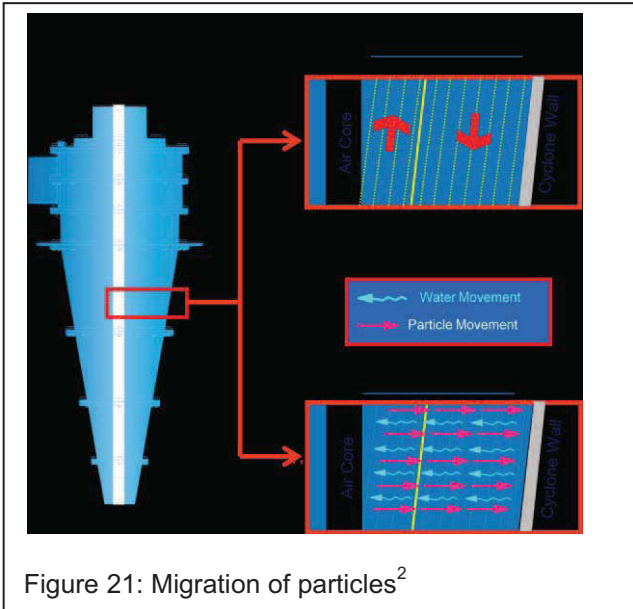 Air Core
Cyclone Wall
Water Movement
Particle Movement
Air Core
Cyclone Wall
Figure 21: Migration of particles²